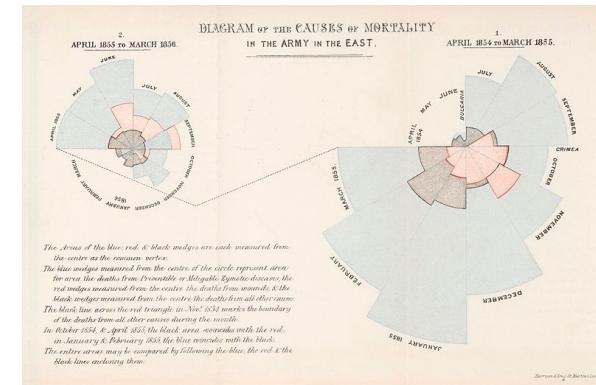 DIAGRAM OF THE CAUSES OF MORTALITY
IN THE ARMY IN THE EAST.
2.
APRIL 1855 TO MARCH 1856.
1.
APRIL 1854 TO MARCH 1855.
APRIL 1855
MAY
JUNE
JULY
AUGUST
SEPTEMBER
OCTOBER
NOVEMBER
DECEMBER
1856
JANUARY
FEBRUARY
MARCH
APRIL
1854
MAY
JUNE
BULGARIA
JULY
AUGUST
SEPTEMBER
CRIMEA
OCTOBER
NOVEMBER
DECEMBER
JANUARY 1855
FEBRUARY
MARCH 1855.
The Areas of the blue, red, & black wedges are each measured from
the centre as the common vertex.
The blue wedges measured from the centre of the circle represent area
for area the deaths from Preventible or Mitigable Zymotic diseases, the
red wedges measured from the centre the deaths from wounds, & the
black wedges measured from the centre the deaths from all other causes.
The black line across the red triangle in Nov.r 1854 marks the boundary
of the deaths from all other causes during the month.
In October 1854, & April 1855, the black area coincides with the red,
in January & February 1855, the blue coincides with the black.
The entire areas may be compared by following the blue, the red & the
black lines enclosing them.